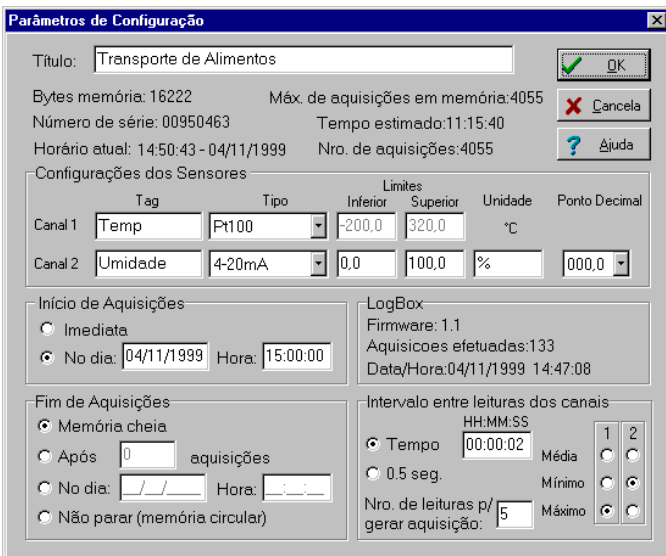 Parâmetros de Configuração
Título: Transporte de Alimentos
OK
Bytes memória: 16222 Máx. de aquisições em memória:4055
Cancela
Número de série: 00950463 Tempo estimado:11:15:40
Horário atual: 14:50:43 - 04/11/1999 Nro. de aquisições:4055
Ajuda
Configurações dos Sensores
Limites
Tag Tipo Inferior Superior Unidade Ponto Decimal
Canal 1 Temp Pt100 -200,0 320,0 °C
Canal 2 Umidade 4-20mA 0,0 100,0 % 000,0
Início de Aquisições
Imediata
No dia: 04/11/1999 Hora: 15:00:00
LogBox
Firmware: 1.1
Aquisicoes efetuadas:133
Data/Hora:04/11/1999 14:47:08
Fim de Aquisições
Memória cheia
Após 0 aquisições
No dia: __/__/__ Hora: __:__:__
Não parar (memória circular)
Intervalo entre leituras dos canais
HH:MM:SS
Tempo 00:00:02
0.5 seg.
Nro. de leituras p/
gerar aquisição: 5
1 2
Média
Mínimo
Máximo